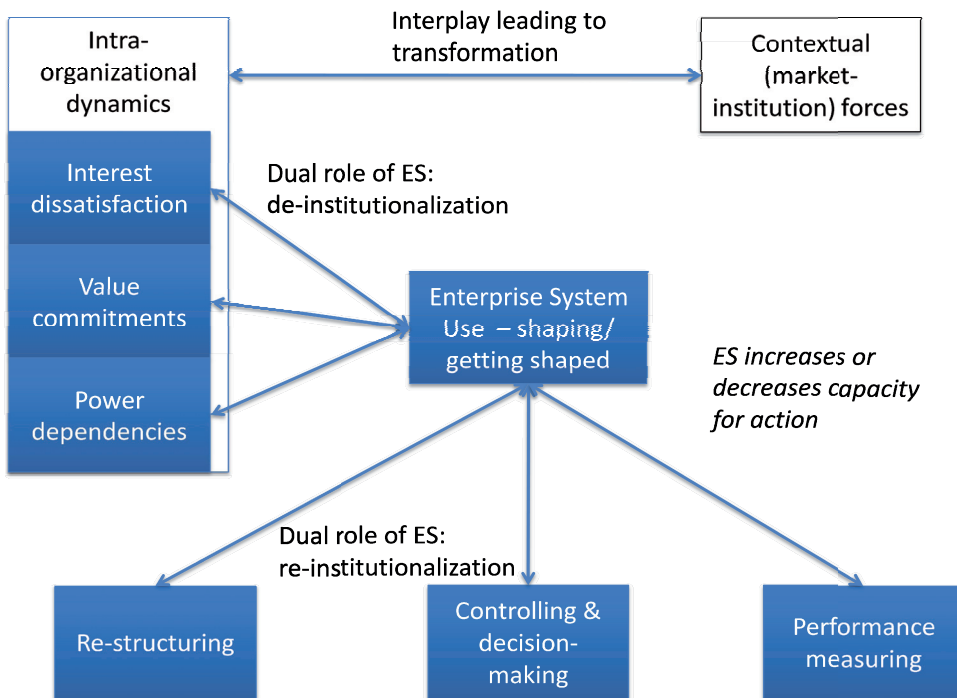 Intra-
organizational
dynamics
Interplay leading to
transformation
Contextual
(market-
institution) forces
Interest
dissatisfaction
Dual role of ES:
de-institutionalization
Value
commitments
Enterprise System
Use – shaping/
getting shaped
Power
dependencies
ES increases or
decreases capacity
for action
Dual role of ES:
re-institutionalization
Re-structuring
Controlling &
decision-
making
Performance
measuring